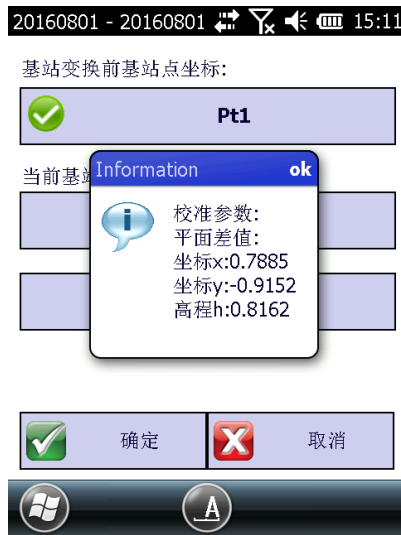 20160801 - 20160801 15:11
基站变换前基站点坐标:
Pt1
当前基
Information ok
校准参数:
平面差值:
坐标x:0.7885
坐标y:-0.9152
高程h:0.8162
确定 取消
A